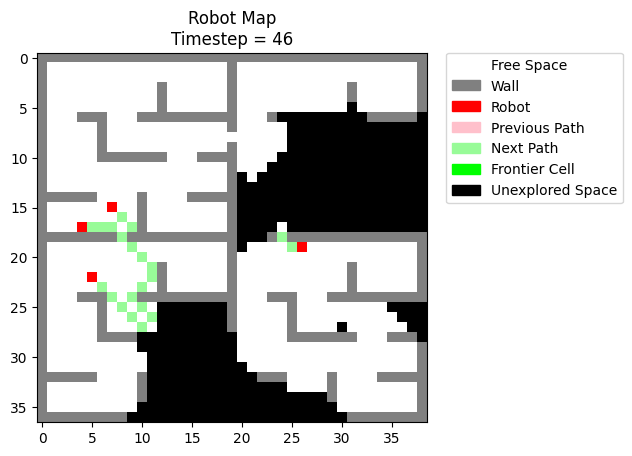 Robot Map
Timestep = 46
0
5
10
15
20
25
30
35
0
5
10
15
20
25
30
35
Free Space
Wall
Robot
Previous Path
Next Path
Frontier Cell
Unexplored Space